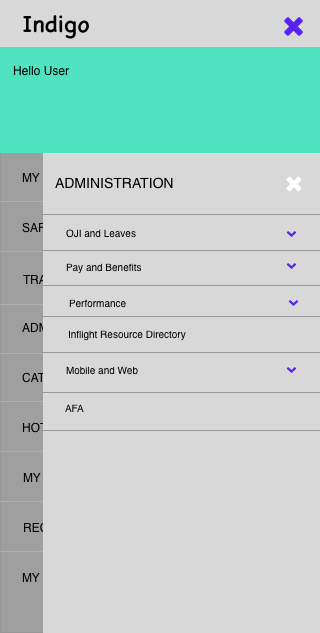 Indigo
Hello User
MY
ADMINISTRATION
SAF
OJI and Leaves
Pay and Benefits
TRA
Performance
ADM
Inflight Resource Directory
Mobile and Web
CAT
AFA
HOT
MY
REC
MY